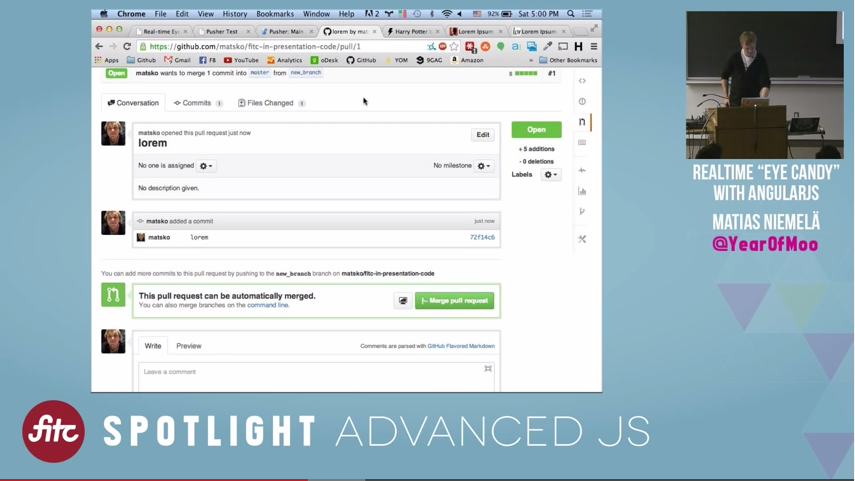 Chrome File Edit View History Bookmarks Window Help 2 92% Sat 5:00 PM
Real-time Ey Pusher Test Pusher: Main lorem by mat Harry Potter Lorem Ipsum Lorem Ipsum
https://github.com/matsko/fitc-in-presentation-code/pull/1
Apps Github Gmail FB YouTube Analytics oDesk GitHub YOM 9GAG Amazon » Other Bookmarks
Open matsko wants to merge 1 commit into master from new_branch #1
Conversation Commits 1 Files Changed 1
matsko opened this pull request just now
lorem
Edit
Open
No one is assigned No milestone
+ 5 additions
- 0 deletions
Labels
No description given.
matsko added a commit just now
matsko lorem 72f14c6
You can add more commits to this pull request by pushing to the new_branch branch on matsko/fitc-in-presentation-code
This pull request can be automatically merged.
You can also merge branches on the command line.
Merge pull request
Write Preview Comments are parsed with GitHub Flavored Markdown
Leave a comment
REALTIME “EYE CANDY”
WITH ANGULARJS
MATIAS NIEMELÄ
@YearOfMoo
fitc SPOTLIGHT ADVANCED JS